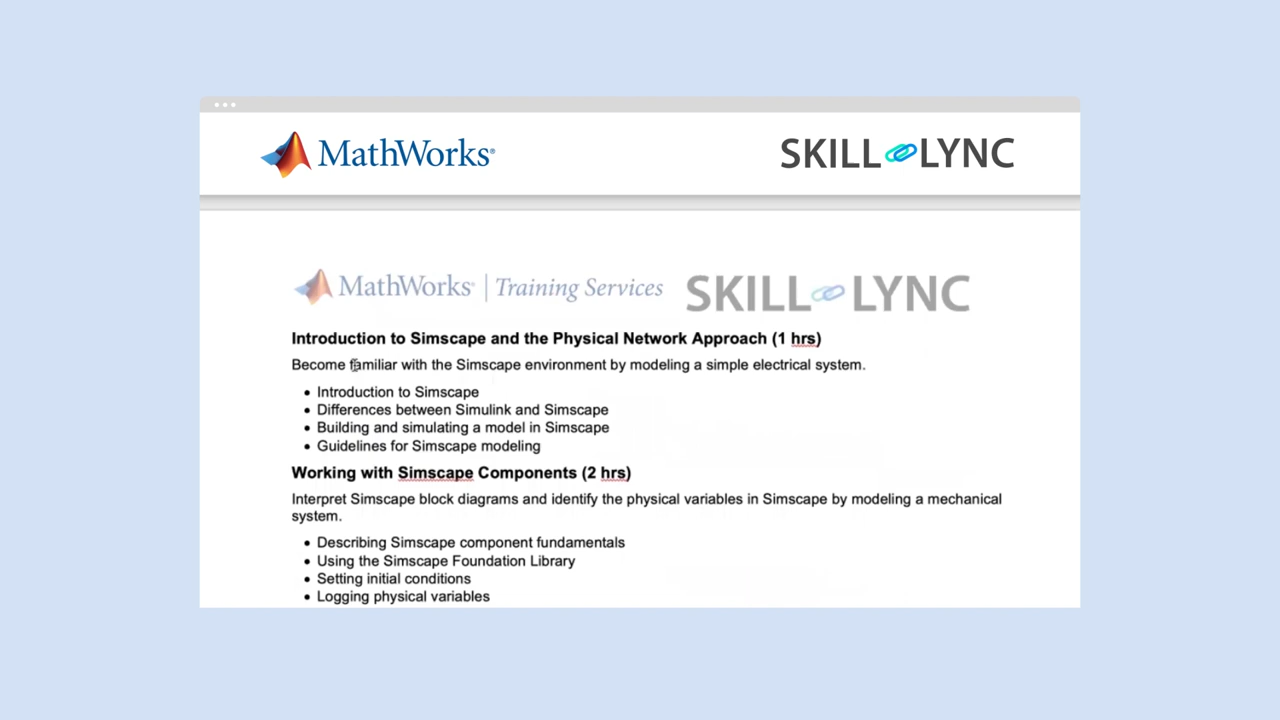 MathWorks®
SKILL LYNC
MathWorks® | Training Services SKILL LYNC
Introduction to Simscape and the Physical Network Approach (1 hrs)
Become familiar with the Simscape environment by modeling a simple electrical system.
• Introduction to Simscape
• Differences between Simulink and Simscape
• Building and simulating a model in Simscape
• Guidelines for Simscape modeling
Working with Simscape Components (2 hrs)
Interpret Simscape block diagrams and identify the physical variables in Simscape by modeling a mechanical
system.
• Describing Simscape component fundamentals
• Using the Simscape Foundation Library
• Setting initial conditions
• Logging physical variables